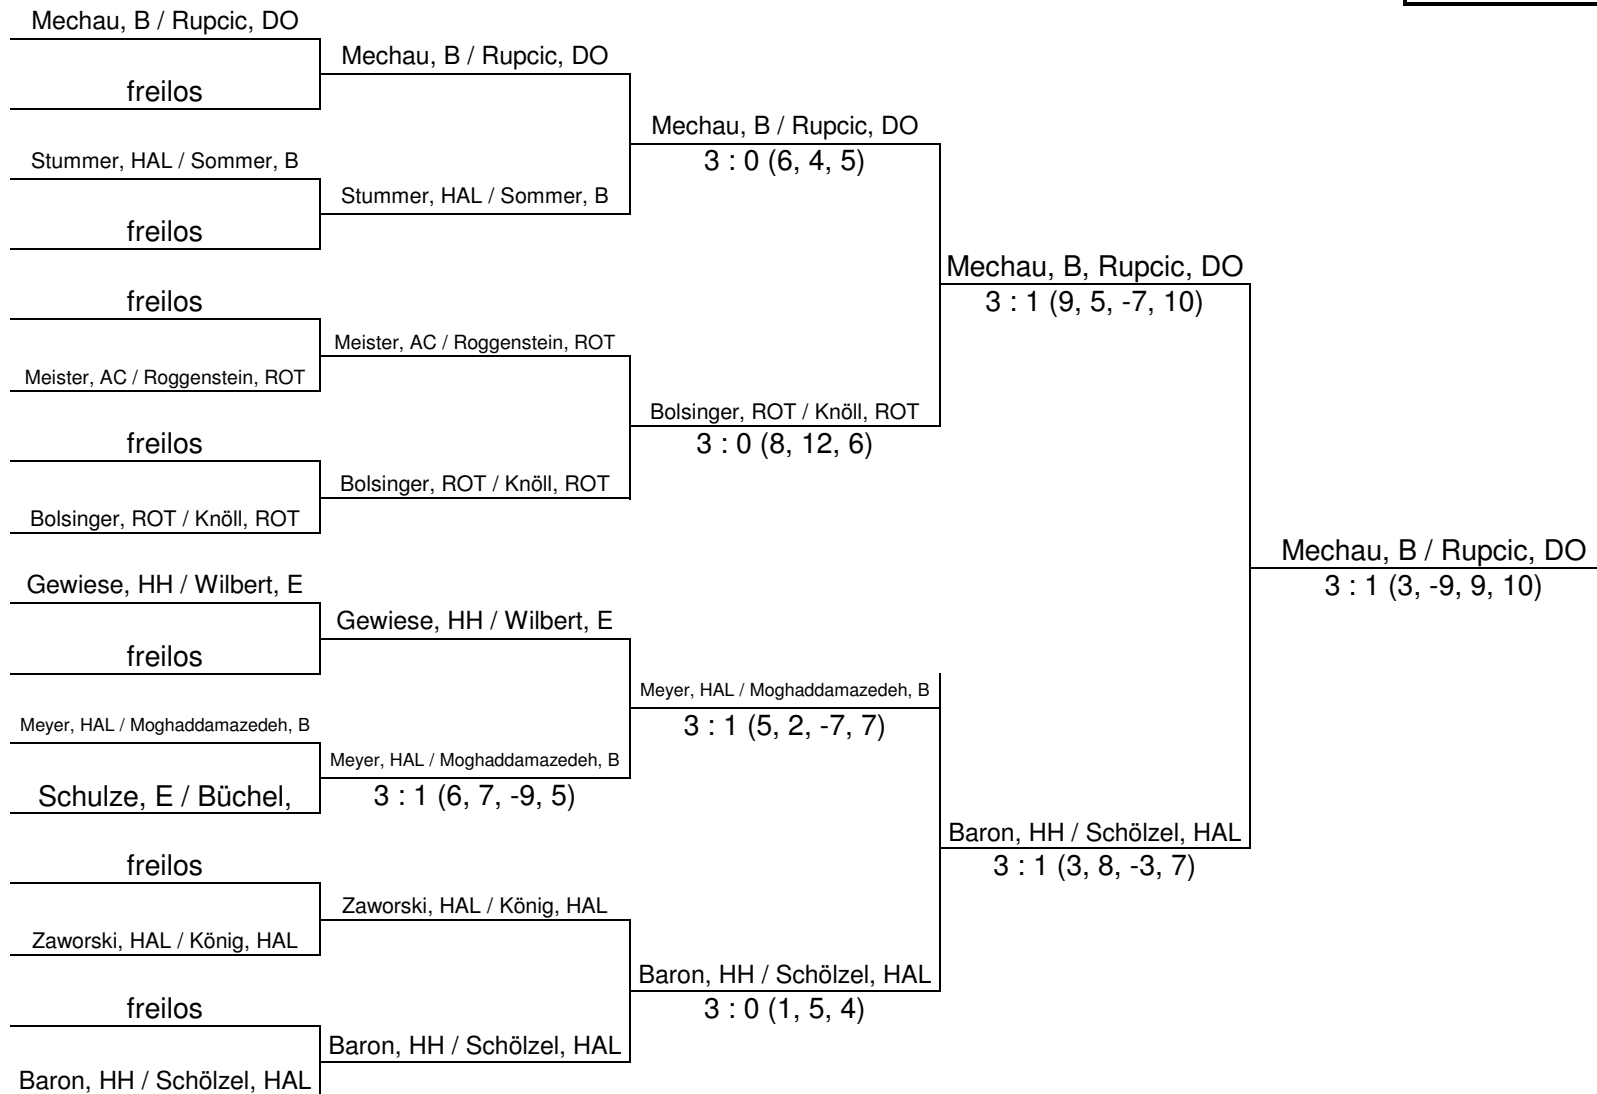 Mechau, B / Rupcic, DO
freilos
Stummer, HAL / Sommer, B
freilos
freilos
Meister, AC / Roggenstein, ROT
freilos
Bolsinger, ROT / Knöll, ROT
Gewiese, HH / Wilbert, E
freilos
Meyer, HAL / Moghaddamazedeh, B
Schulze, E / Büchel,
freilos
Zaworski, HAL / König, HAL
freilos
Baron, HH / Schölzel, HAL
Mechau, B / Rupcic, DO
Stummer, HAL / Sommer, B
Meister, AC / Roggenstein, ROT
Bolsinger, ROT / Knöll, ROT
Gewiese, HH / Wilbert, E
Meyer, HAL / Moghaddamazedeh, B
3 : 1 (6, 7, -9, 5)
Zaworski, HAL / König, HAL
Baron, HH / Schölzel, HAL
Mechau, B / Rupcic, DO
3 : 0 (6, 4, 5)
Bolsinger, ROT / Knöll, ROT
3 : 0 (8, 12, 6)
Meyer, HAL / Moghaddamazedeh, B
3 : 1 (5, 2, -7, 7)
Baron, HH / Schölzel, HAL
3 : 0 (1, 5, 4)
Mechau, B, Rupcic, DO
3 : 1 (9, 5, -7, 10)
Baron, HH / Schölzel, HAL
3 : 1 (3, 8, -3, 7)
Mechau, B / Rupcic, DO
3 : 1 (3, -9, 9, 10)